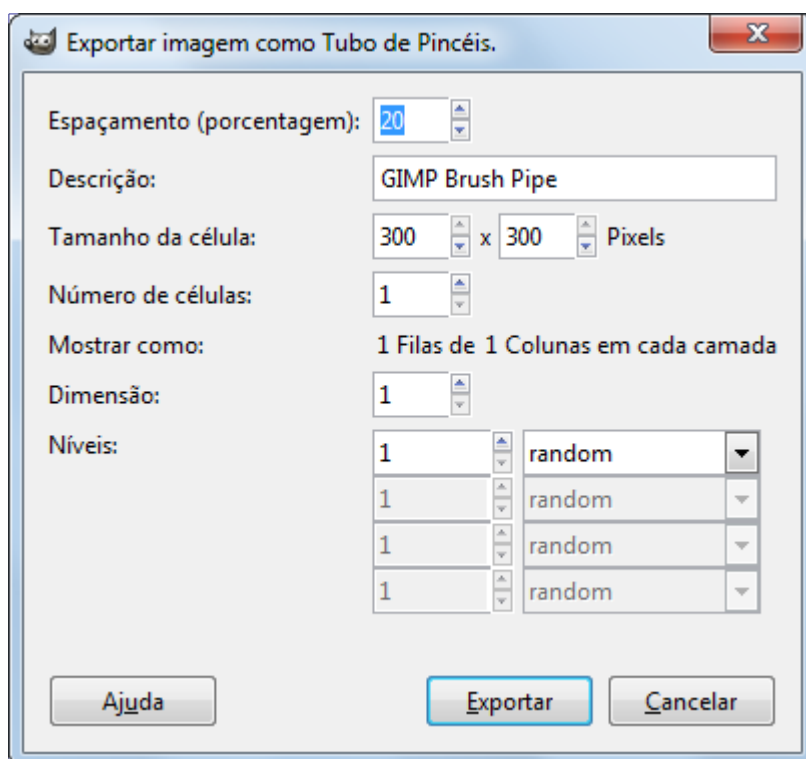 Exportar imagem como Tubo de Pincéis.
Espaçamento (porcentagem): 20
Descrição: GIMP Brush Pipe
Tamanho da célula: 300 x 300 Pixels
Número de células: 1
Mostrar como: 1 Filas de 1 Colunas em cada camada
Dimensão: 1
Níveis: 1 random
1 random
1 random
1 random
Ajuda Exportar Cancelar